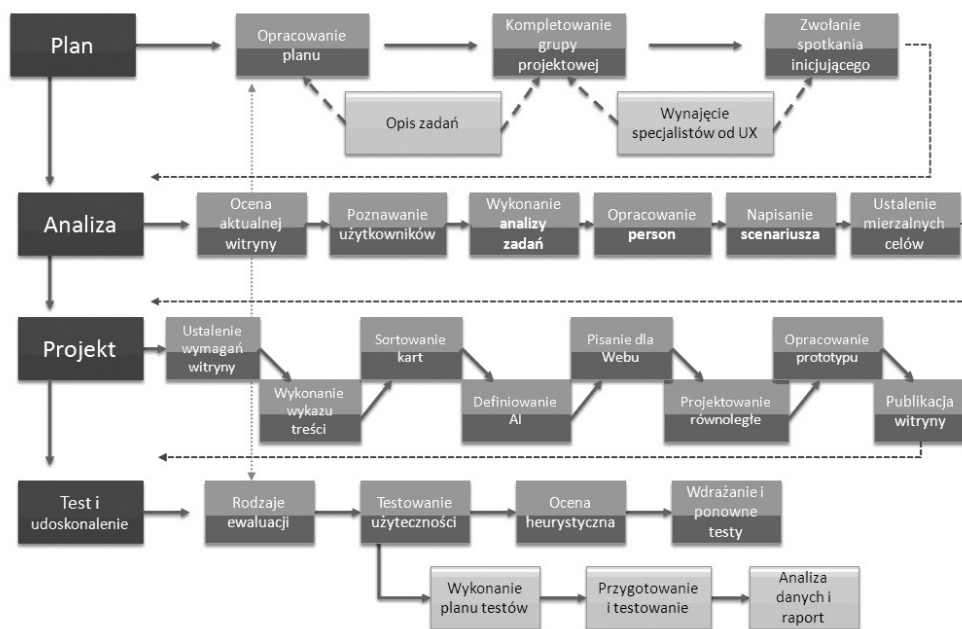 Plan
Opracowanie
planu
Kompletowanie
grupy
projektowej
Zwołanie
spotkania
inicjującego
Opis zadań
Wynajęcie
specjalistów od UX
Analiza
Ocena
aktualnej
witryny
Poznawanie
użytkowników
Wykonanie
analizy
zadań
Opracowanie
person
Napisanie
scenariusza
Ustalenie
mierzalnych
celów
Projekt
Ustalenie
wymagań
witryny
Wykonanie
wykazu
treści
Sortowanie
kart
Definiowanie
AI
Pisanie dla
Webu
Projektowanie
równoległe
Opracowanie
prototypu
Publikacja
witryny
Test i
udoskonalenie
Rodzaje
ewaluacji
Testowanie
użyteczności
Ocena
heurystyczna
Wdrażanie i
ponowne
testy
Wykonanie
planu testów
Przygotowanie
i testowanie
Analiza
danych i
raport